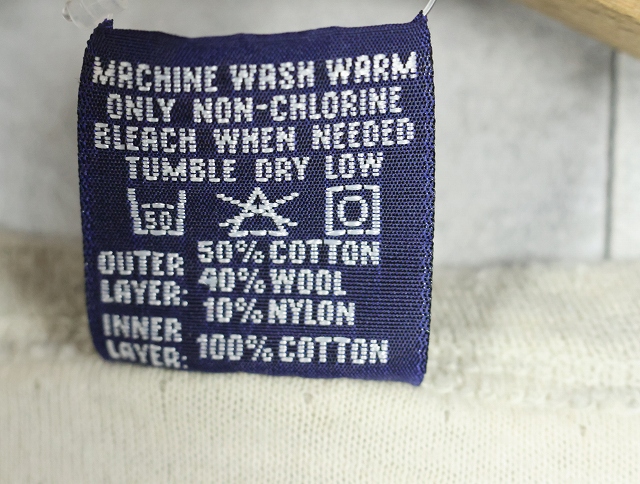 MACHINE WASH WARM
ONLY NON-CHLORINE
BLEACH WHEN NEEDED
TUMBLE DRY LOW
50
OUTER LAYER: 50% COTTON
40% WOOL
10% NYLON
INNER LAYER: 100% COTTON